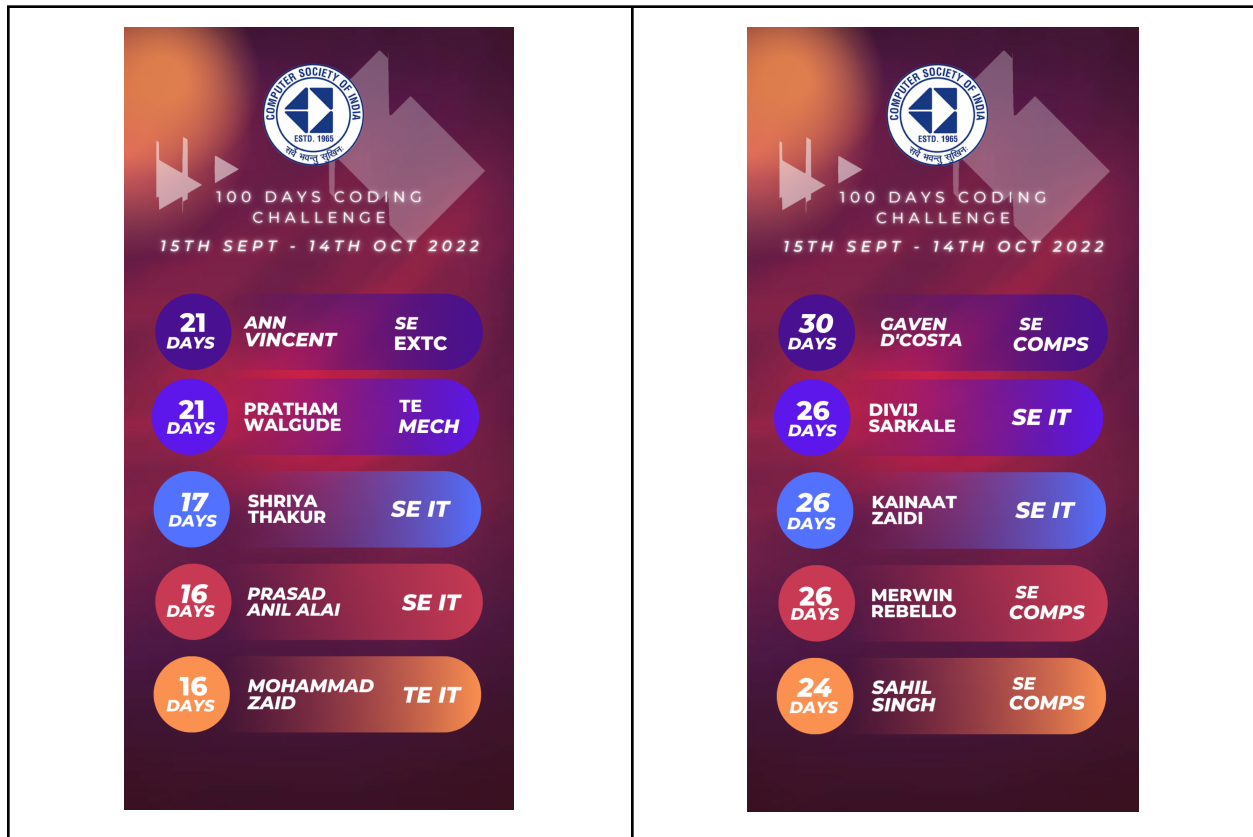 COMPUTER SOCIETY OF INDIA
ESTD. 1965
सर्वे भवन्तु सुखिनः
100 DAYS CODING
CHALLENGE
15TH SEPT - 14TH OCT 2022
21 DAYS ANN VINCENT SE EXTC
21 DAYS PRATHAM WALGUDE TE MECH
17 DAYS SHRIYA THAKUR SE IT
16 DAYS PRASAD ANIL ALAI SE IT
16 DAYS MOHAMMAD ZAID TE IT
COMPUTER SOCIETY OF INDIA
ESTD. 1965
सर्वे भवन्तु सुखिनः
100 DAYS CODING
CHALLENGE
15TH SEPT - 14TH OCT 2022
30 DAYS GAVEN D'COSTA SE COMPS
26 DAYS DIVIJ SARKALE SE IT
26 DAYS KAINAAT ZAIDI SE IT
26 DAYS MERWIN REBELLO SE COMPS
24 DAYS SAHIL SINGH SE COMPS